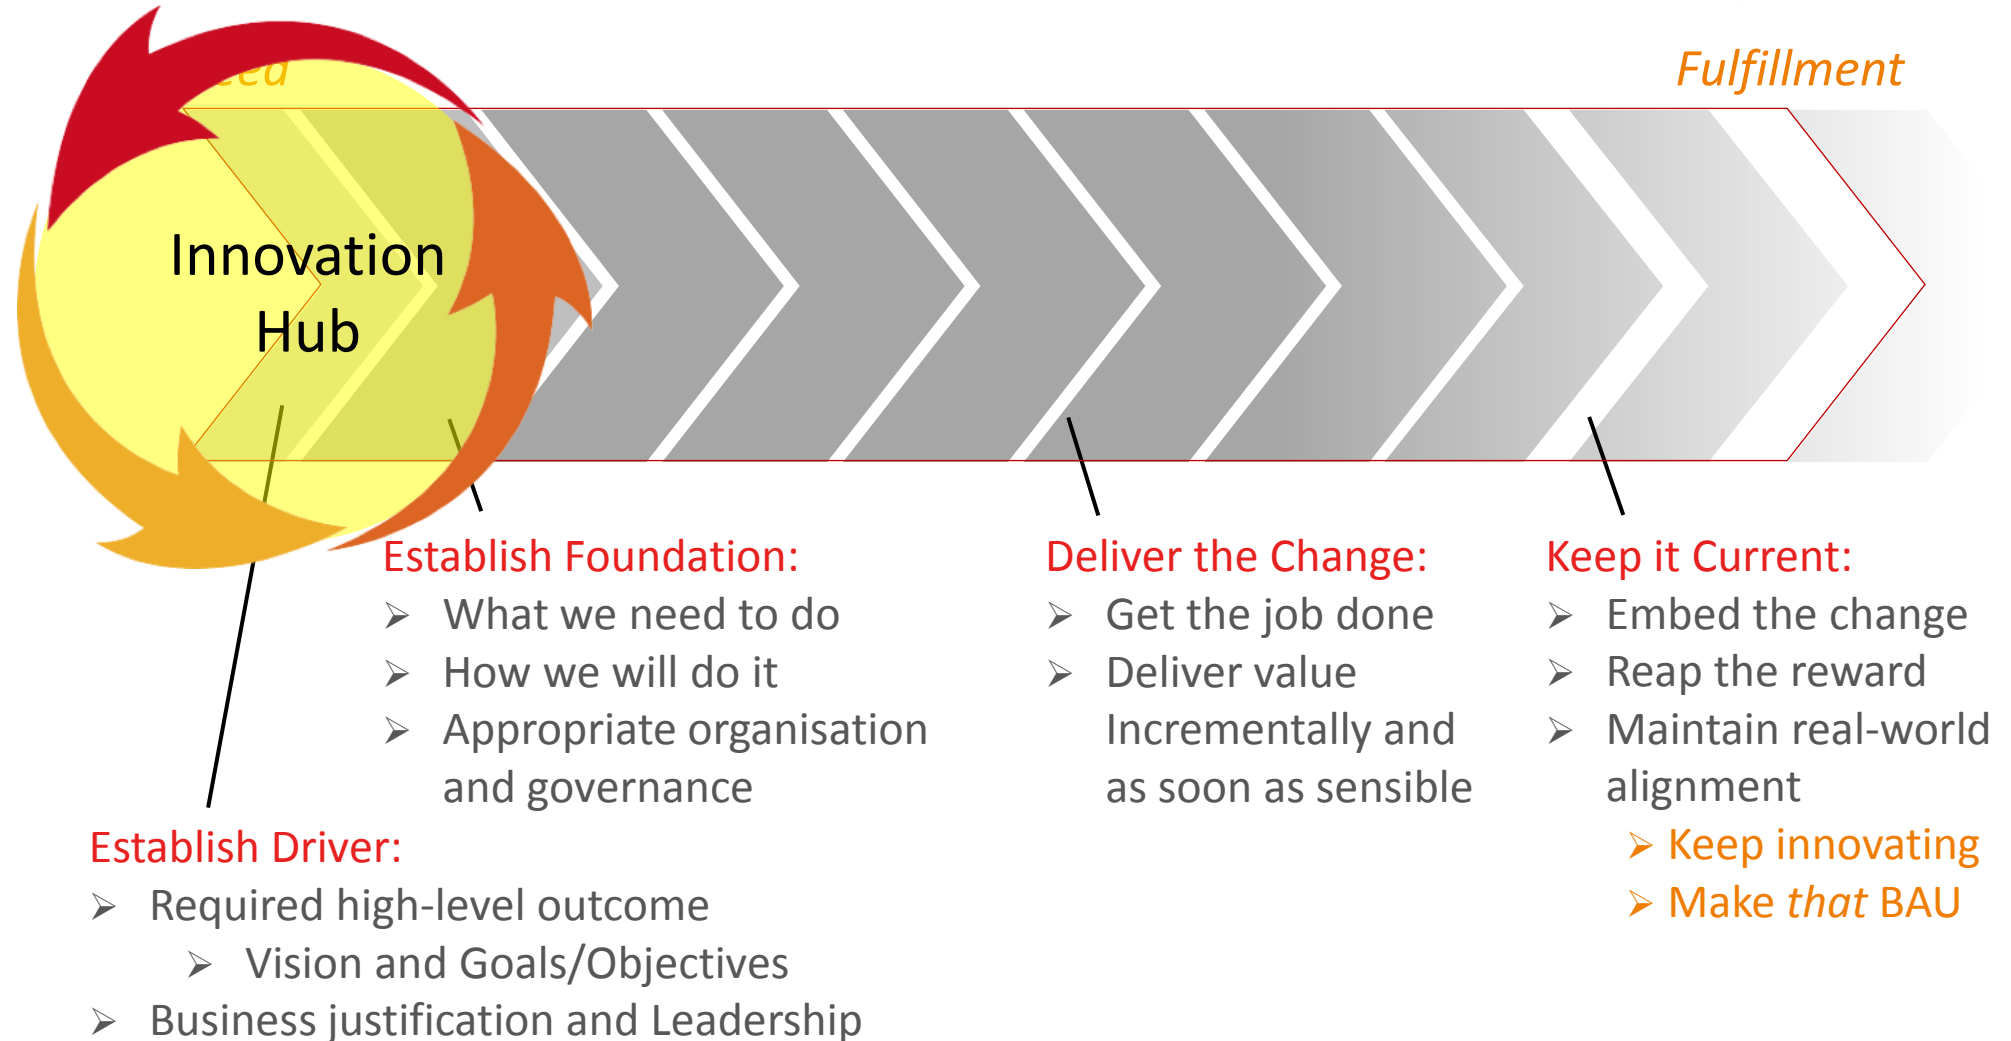 Fulfillment
Innovation
Hub
Establish Foundation:
➢ What we need to do
➢ How we will do it
➢ Appropriate organisation
and governance
Deliver the Change:
➢ Get the job done
➢ Deliver value
Incrementally and
as soon as sensible
Keep it Current:
➢ Embed the change
➢ Reap the reward
➢ Maintain real-world
alignment
➢ Keep innovating
➢ Make that BAU
Establish Driver:
➢ Required high-level outcome
➢ Vision and Goals/Objectives
➢ Business justification and Leadership